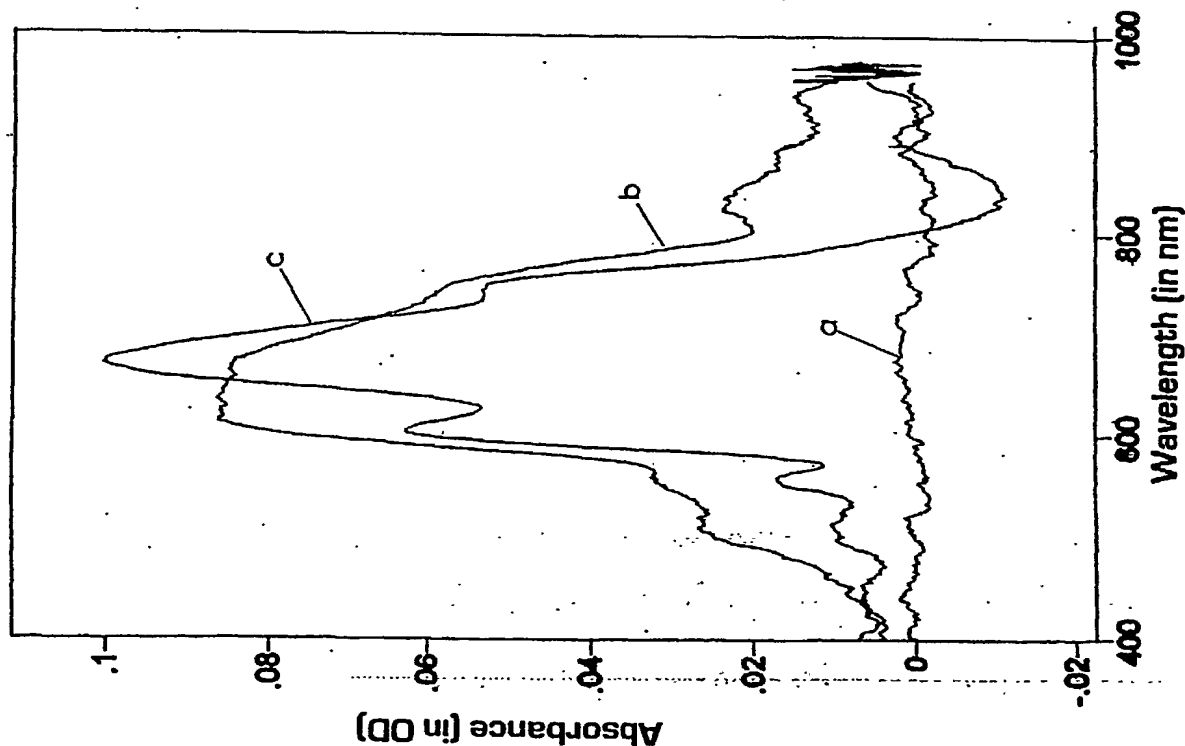 Absorbance (in OD)
.1
.08
.06
.04
.02
0
-.02
c
b
a
400
600
800
1000
Wavelength (in nm)